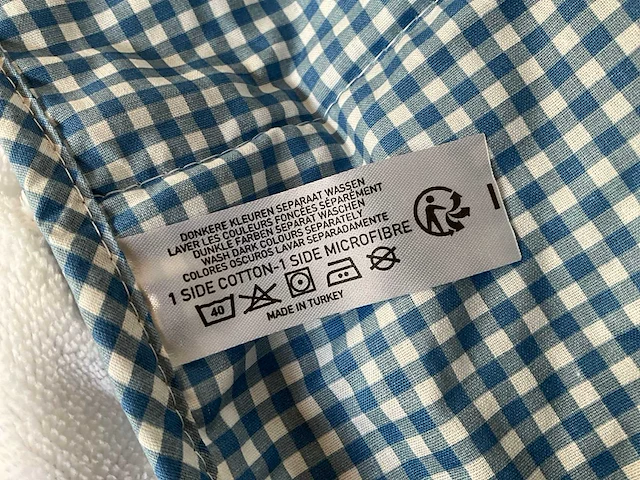 DONKERE KLEUREN SEPARAAT WASSEN
LAVER LES COULEURS FONCÉES SÉPARÉMENT
DUNKLE FARBEN SEPARAT WASCHEN
WASH DARK COLOURS SEPARATELY
COLORES OSCUROS LAVAR SEPARADAMENTE
1 SIDE COTTON-1 SIDE MICROFIBRE
40
MADE IN TURKEY